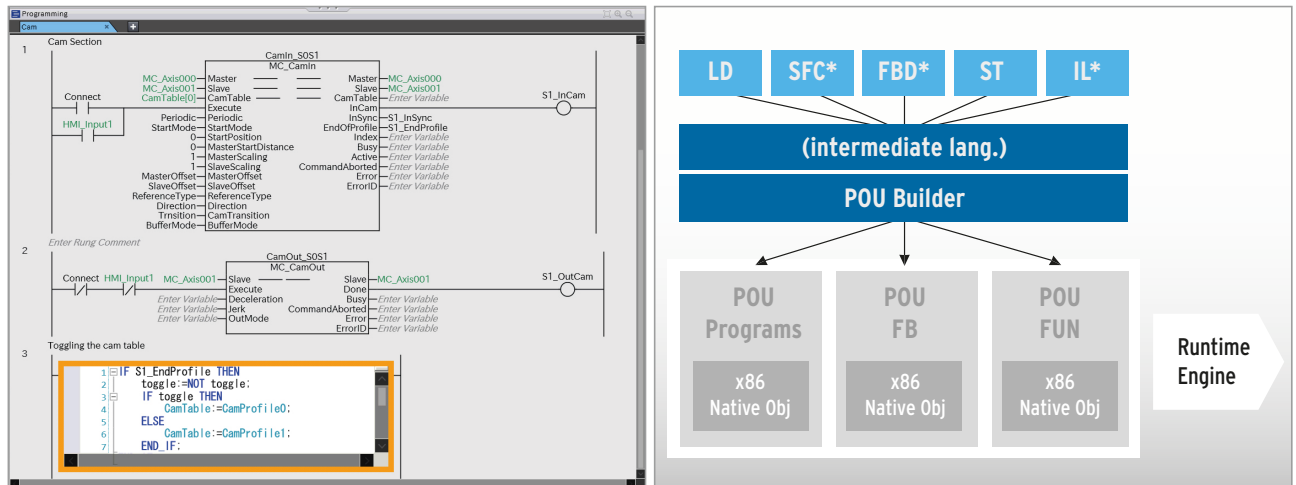 Programming
Cam × +
1 Cam Section
CamIn_S0S1
MC_CamIn
MC_Axis000 Master Master MC_Axis000
MC_Axis001 Slave Slave MC_Axis001
CamTable[0] CamTable CamTable Enter Variable
Connect Execute InCam S1_InCam
Periodic Periodic InSync S1_InSync
HMI_Input1
StartMode StartMode EndOfProfile S1_EndProfile
0 StartPosition Index Enter Variable
0 MasterStartDistance Busy Enter Variable
1 MasterScaling Active Enter Variable
1 SlaveScaling CommandAborted Enter Variable
MasterOffset MasterOffset Error Enter Variable
SlaveOffset SlaveOffset ErrorID Enter Variable
ReferenceType ReferenceType
Direction Direction
Trnsition CamTransition
BufferMode BufferMode
Enter Rung Comment
2
CamOut_S0S1
MC_CamOut
Connect HMI_Input1 MC_Axis001 Slave Slave MC_Axis001 S1_OutCam
Execute Done
Enter Variable Deceleration Busy Enter Variable
Enter Variable Jerk CommandAborted Enter Variable
Enter Variable OutMode Error Enter Variable
ErrorID Enter Variable
Toggling the cam table
3
1 IF S1_EndProfile THEN
2 toggle:=NOT toggle;
3 IF toggle THEN
4 CamTable:=CamProfile0;
5 ELSE
6 CamTable:=CamProfile1;
7 END_IF;
LD SFC* FBD* ST IL*
(intermediate lang.)
POU Builder
POU
Programs
x86
Native Obj
POU
FB
x86
Native Obj
POU
FUN
x86
Native Obj
Runtime
Engine